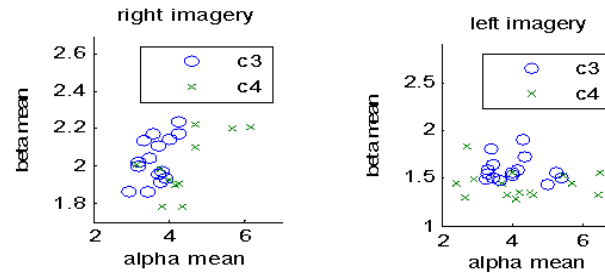 right imagery
2.6
2.4
2.2
2
1.8
beta mean
c3
c4
2
4
6
alpha mean
left imagery
2.5
2
1.5
1
beta mean
c3
c4
2
4
6
alpha mean